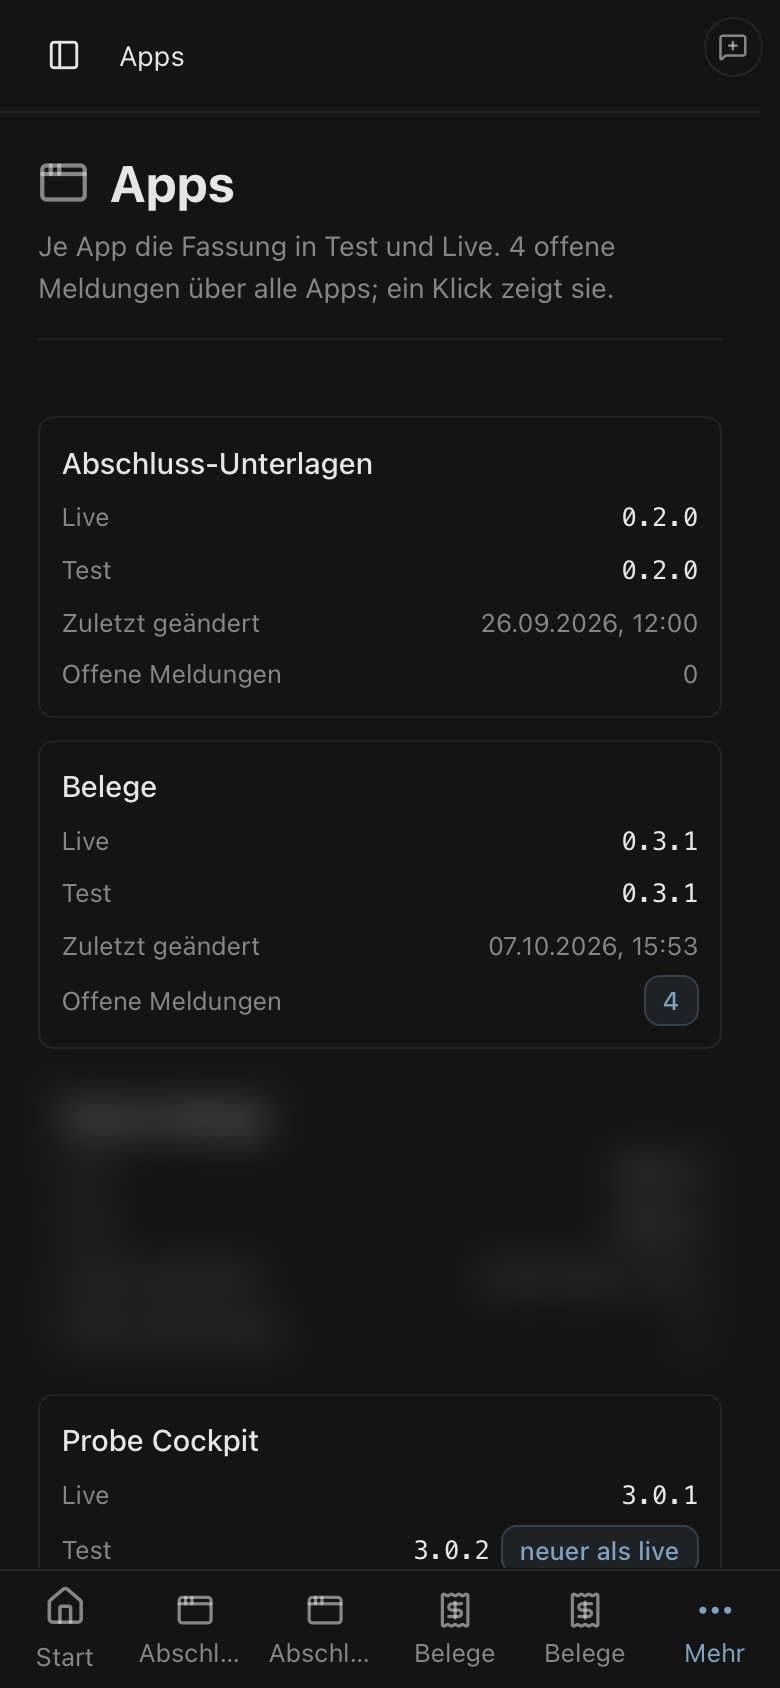 Apps
Apps
Je App die Fassung in Test und Live. 4 offene
Meldungen über alle Apps; ein Klick zeigt sie.
Abschluss-Unterlagen
Live 0.2.0
Test 0.2.0
Zuletzt geändert 26.09.2026, 12:00
Offene Meldungen 0
Belege
Live 0.3.1
Test 0.3.1
Zuletzt geändert 07.10.2026, 15:53
Offene Meldungen 4
Probe Cockpit
Live 3.0.1
Test 3.0.2 neuer als live
Start Abschl... Abschl... Belege Belege Mehr